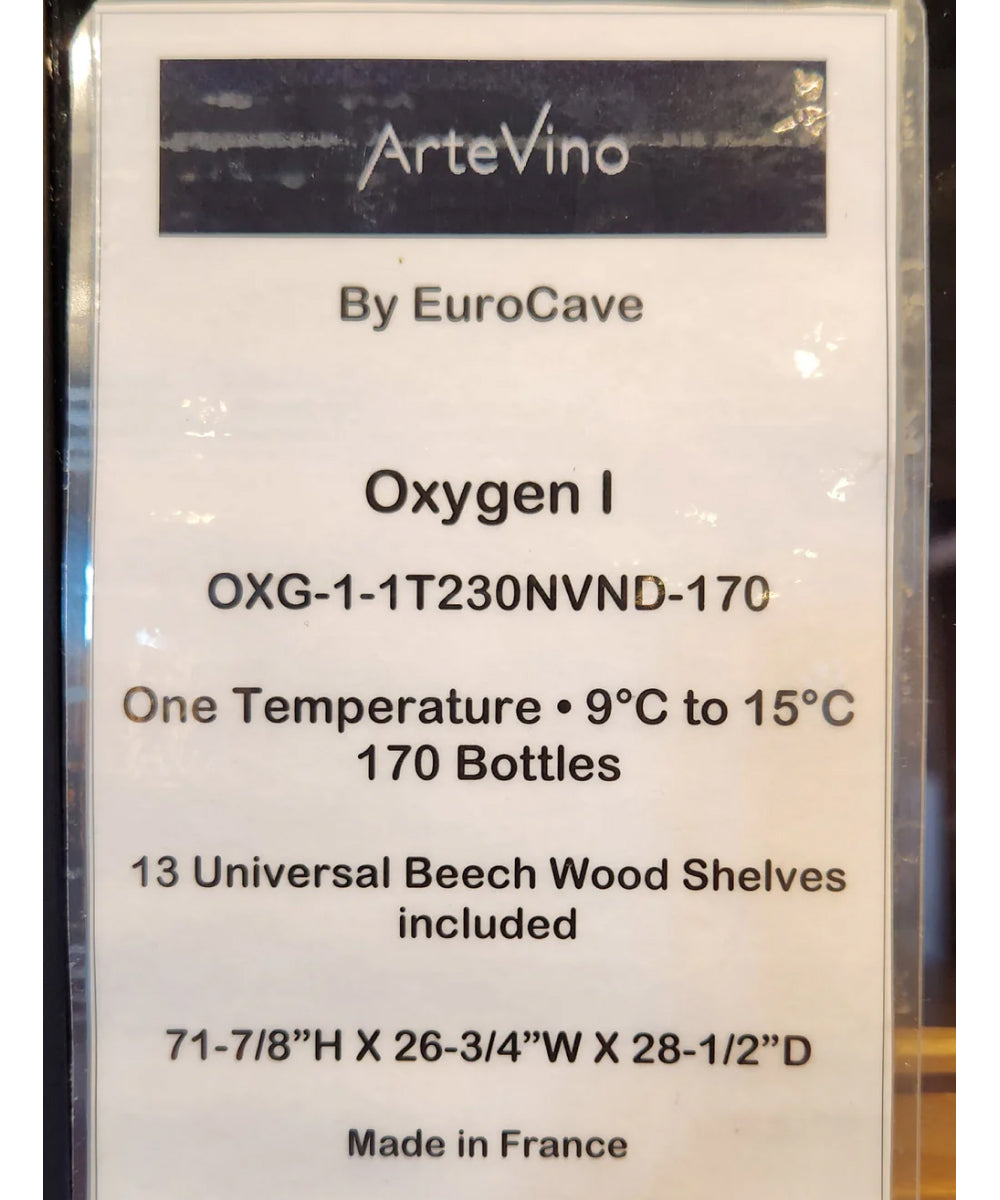 ArteVino
By EuroCave
Oxygen I
OXG-1-1T230NVND-170
One Temperature • 9°C to 15°C
170 Bottles
13 Universal Beech Wood Shelves
included
71-7/8”H X 26-3/4”W X 28-1/2”D
Made in France